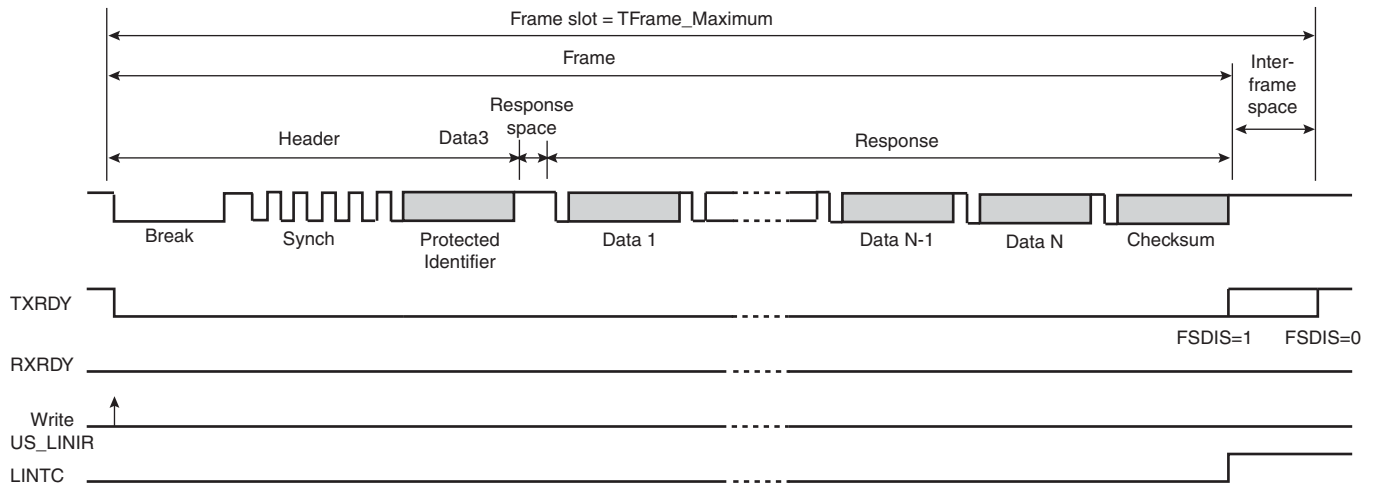 Frame slot = TFrame_Maximum
Frame
Inter-
frame
space
Response
space
Header
Data3
Response
Break
Synch
Protected
Identifier
Data 1
Data N-1
Data N
Checksum
TXRDY
FSDIS=1
FSDIS=0
RXRDY
Write
US_LINIR
LINTC